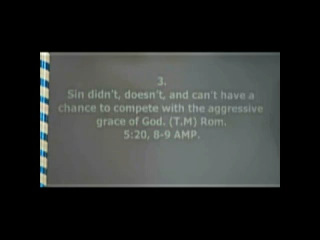 3.
Sin didn't, doesn't, and can't have a
chance to compete with the aggressive
grace of God. (T.M) Rom.
5:20, 8-9 AMP.